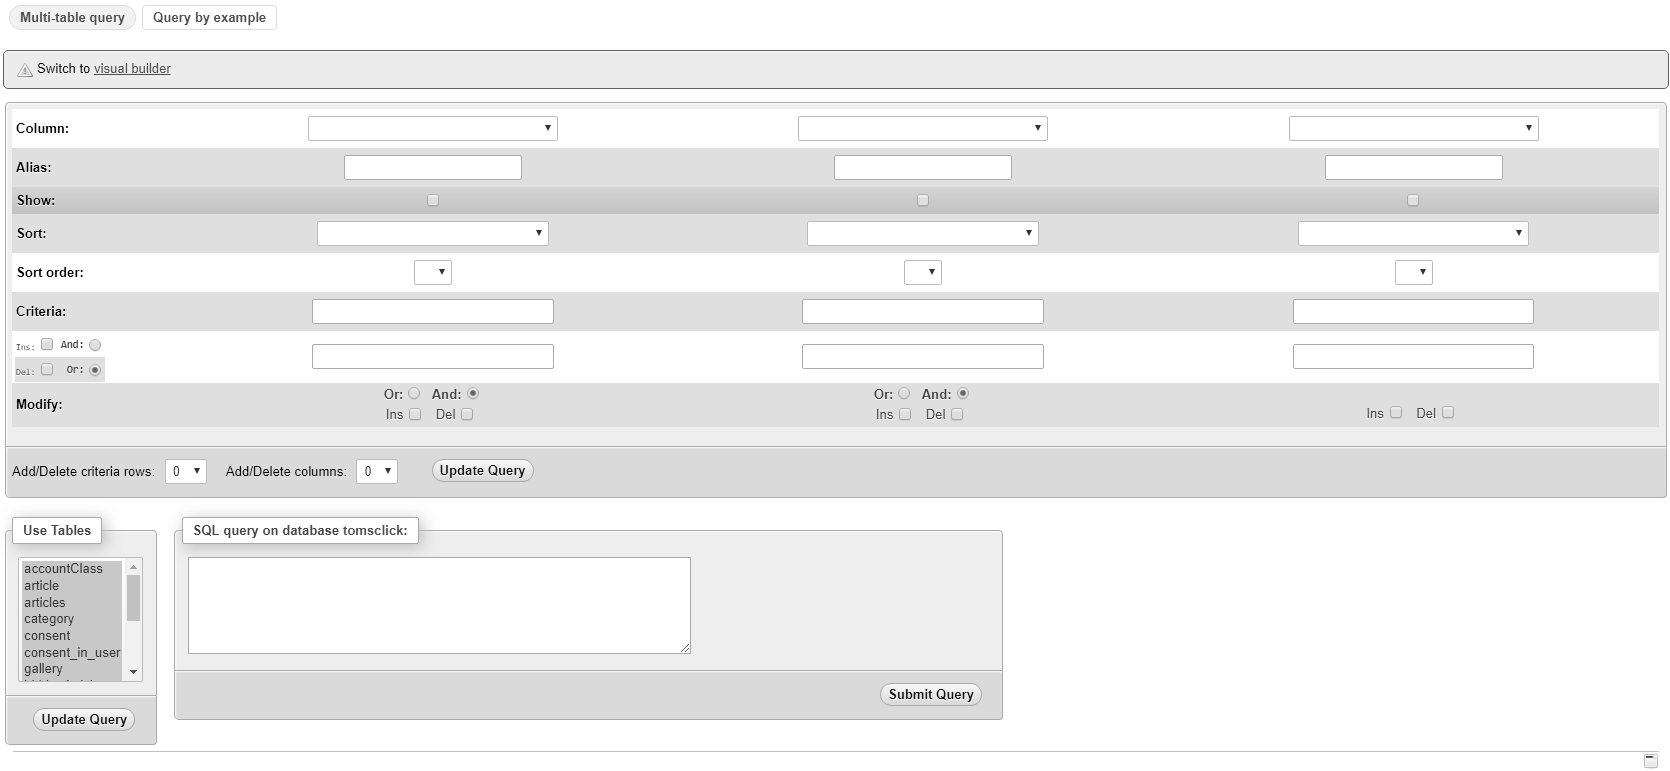 Multi-table query Query by example
Switch to visual builder
Column:
Alias:
Show:
Sort:
Sort order:
Criteria:
Ins: And:
Del: Or:
Modify: Or: And: Or: And:
Ins Del Ins Del Ins Del
Add/Delete criteria rows: 0 Add/Delete columns: 0 Update Query
Use Tables SQL query on database tomsclick:
accountClass
article
articles
category
consent
consent_in_user
gallery
Submit Query
Update Query